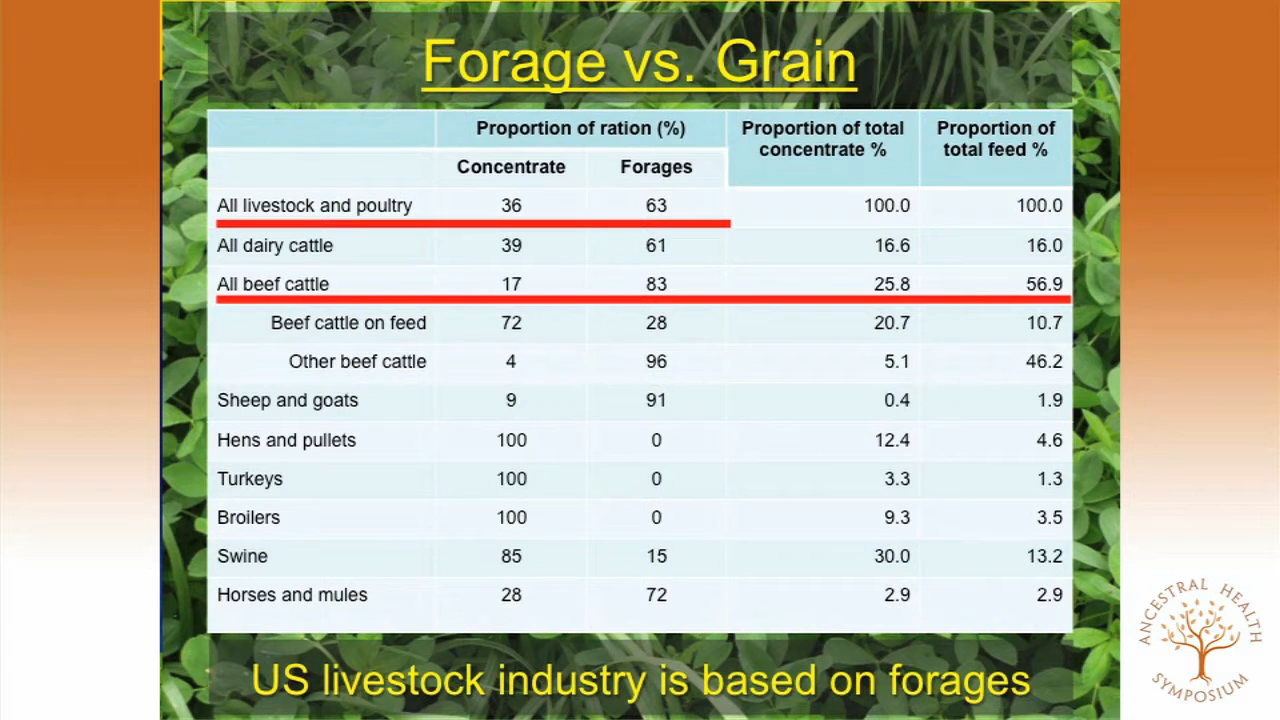 Forage vs. Grain
Proportion of ration (%) Proportion of total concentrate % Proportion of total feed %
Concentrate Forages
All livestock and poultry 36 63 100.0 100.0
All dairy cattle 39 61 16.6 16.0
All beef cattle 17 83 25.8 56.9
Beef cattle on feed 72 28 20.7 10.7
Other beef cattle 4 96 5.1 46.2
Sheep and goats 9 91 0.4 1.9
Hens and pullets 100 0 12.4 4.6
Turkeys 100 0 3.3 1.3
Broilers 100 0 9.3 3.5
Swine 85 15 30.0 13.2
Horses and mules 28 72 2.9 2.9
US livestock industry is based on forages
ANCESTRAL HEALTH
SYMPOSIUM